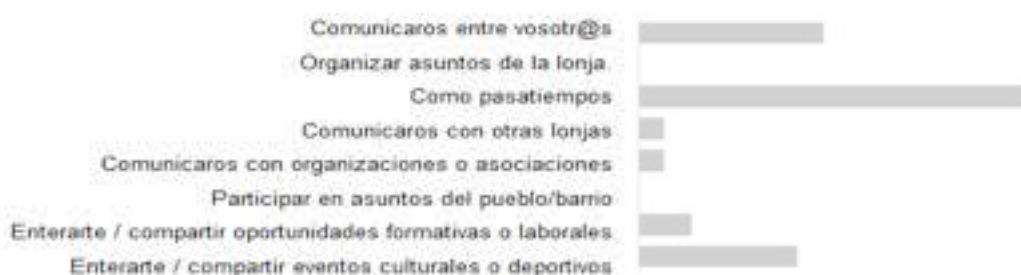 Comunicaros entre vosotr@s
Organizar asuntos de la lonja.
Como pasatiempos
Comunicaros con otras lonjas
Comunicaros con organizaciones o asociaciones
Participar en asuntos del pueblo/barrio
Enterarte / compartir oportunidades formativas o laborales
Enterarte / compartir eventos culturales o deportivos